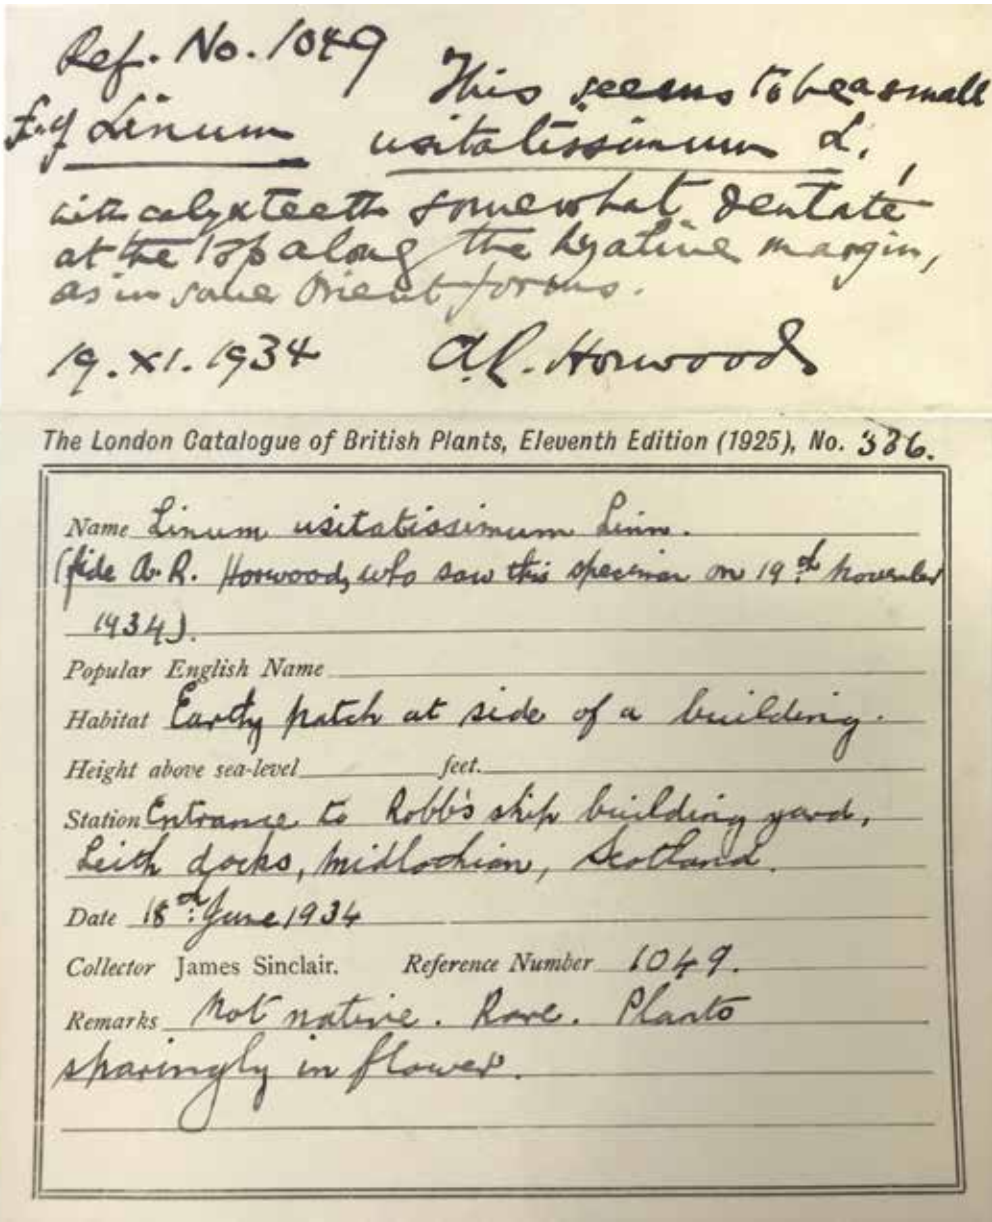 Ref. No. 1049
This seems to be a small
f. of Linum usitatissimum L.,
with calyx teeth somewhat dentate
at the top along the hyaline margin,
as in some Orient forms.
19.XI.1934 A.R. Horwood
The London Catalogue of British Plants, Eleventh Edition (1925), No. 386.
Name Linum usitatissimum Linn.
(fide A.R. Horwood, who saw this specimen on 19th November
1934).
Popular English Name
Habitat Earthy patch at side of a building.
Height above sea-level feet.
Station Entrance to Robb's ship building yard,
Leith docks, Midlothian, Scotland.
Date 18th June 1934
Collector James Sinclair. Reference Number 1049.
Remarks Not native. Rare. Plants
sparingly in flower.